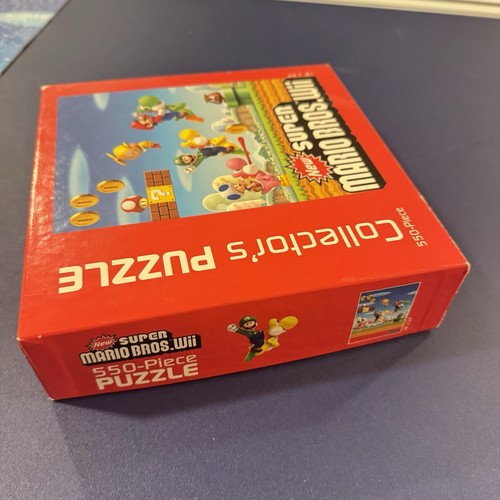 New
SUPER
MARIO BROS.Wii
Collector's PUZZLE
550-Piece
New
SUPER
MARIO BROS.Wii
550-Piece
PUZZLE